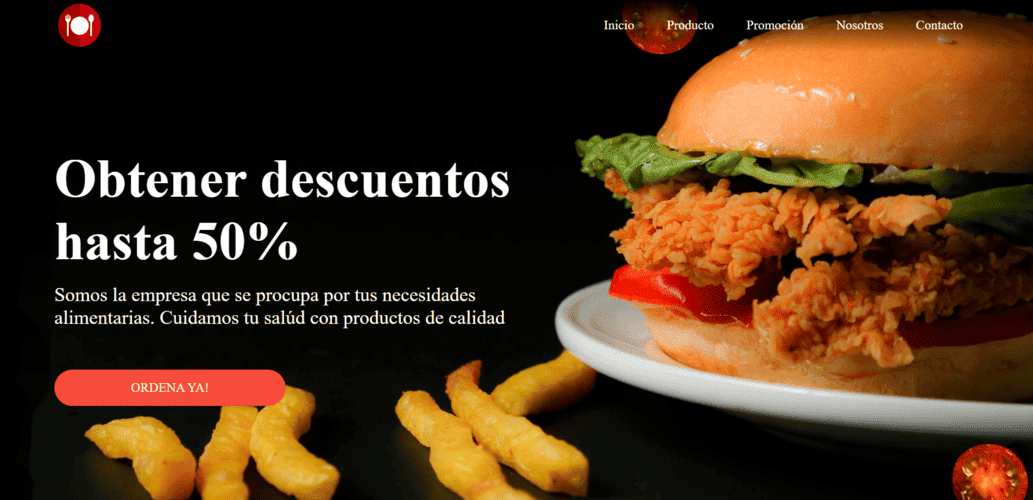 Inicio Producto Promoción Nosotros Contacto
Obtener descuentos
hasta 50%
Somos la empresa que se procupa por tus necesidades
alimentarias. Cuidamos tu salúd con productos de calidad
ORDENA YA!